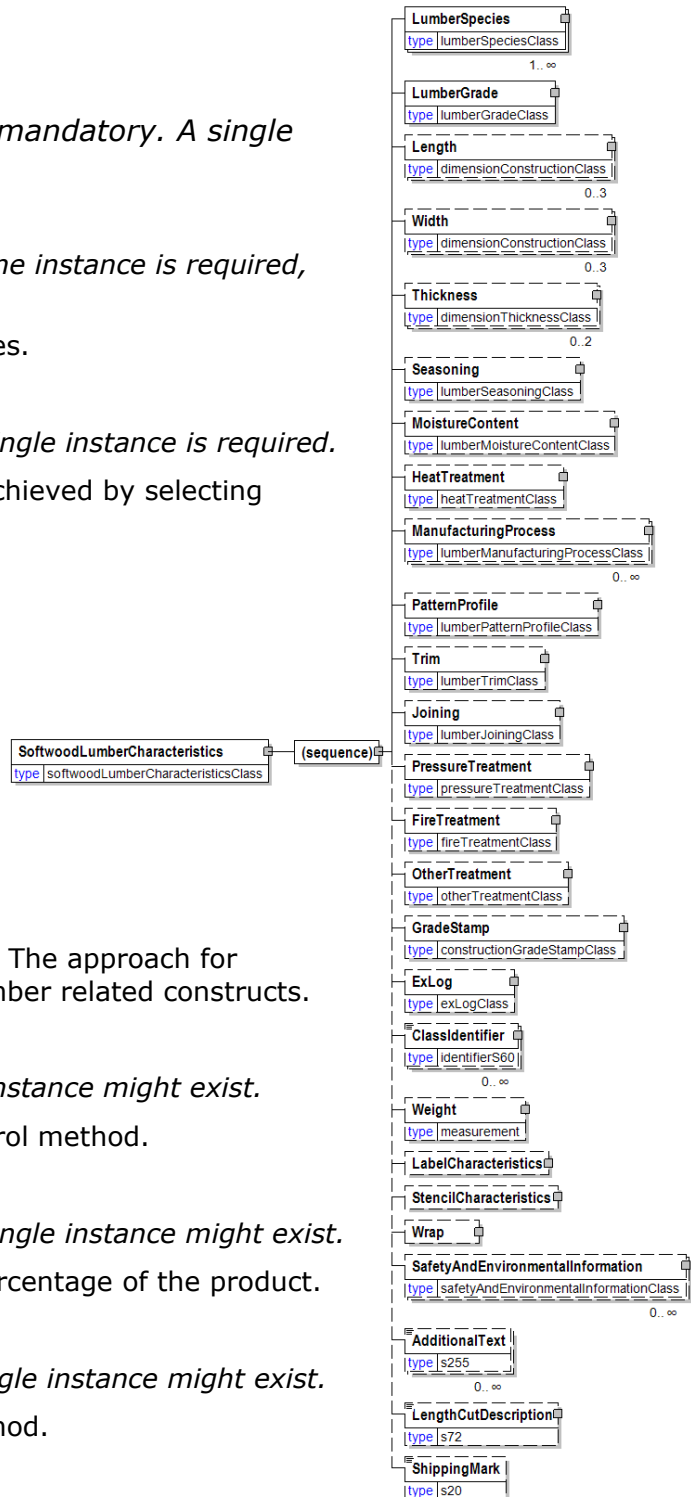 mandatory. A single
ne instance is required,
es.
ngle instance is required.
chieved by selecting
The approach for
mber related constructs.
nstance might exist.
rol method.
ngle instance might exist.
rcentage of the product.
gle instance might exist.
nod.
SoftwoodLumberCharacteristics
type softwoodLumberCharacteristicsClass
(sequence)
LumberSpecies
type lumberSpeciesClass
1..∞
LumberGrade
type lumberGradeClass
Length
type dimensionConstructionClass
0..3
Width
type dimensionConstructionClass
0..3
Thickness
type dimensionThicknessClass
0..2
Seasoning
type lumberSeasoningClass
MoistureContent
type lumberMoistureContentClass
HeatTreatment
type heatTreatmentClass
ManufacturingProcess
type lumberManufacturingProcessClass
0..∞
PatternProfile
type lumberPatternProfileClass
Trim
type lumberTrimClass
Joining
type lumberJoiningClass
PressureTreatment
type pressureTreatmentClass
FireTreatment
type fireTreatmentClass
OtherTreatment
type otherTreatmentClass
GradeStamp
type constructionGradeStampClass
ExLog
type exLogClass
ClassIdentifier
type identifierS60
0..∞
Weight
type measurement
LabelCharacteristics
StencilCharacteristics
Wrap
SafetyAndEnvironmentalInformation
type safetyAndEnvironmentalInformationClass
0..∞
AdditionalText
type s255
0..∞
LengthCutDescription
type s72
ShippingMark
type s20